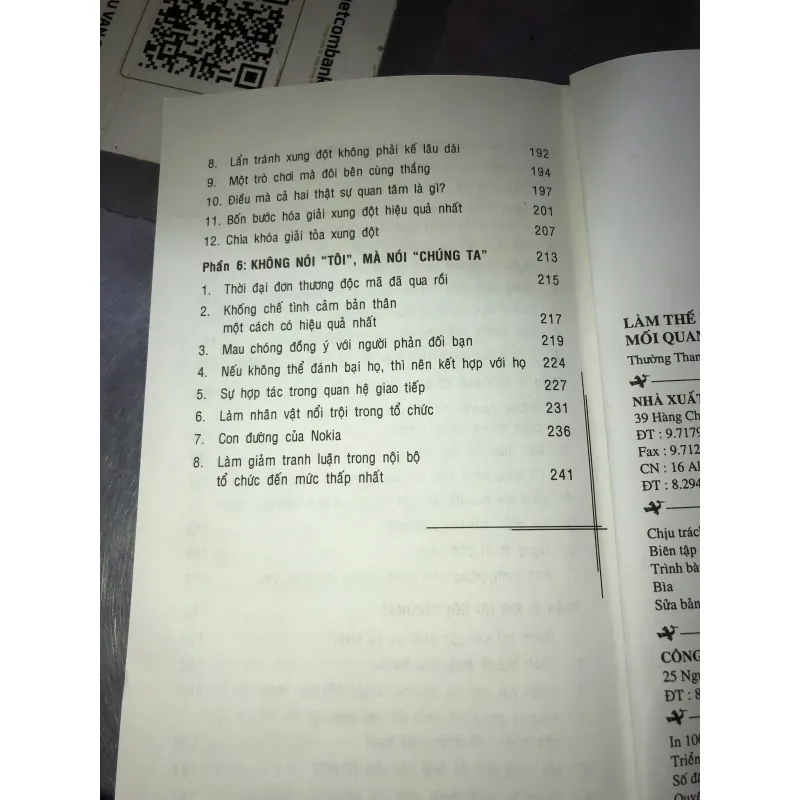 U VAN
vietcombank
8. Lẩn tránh xung đột không phải kế lâu dài 192
9. Một trò chơi mà đôi bên cùng thắng 194
10. Điều mà cả hai thật sự quan tâm là gì? 197
11. Bốn bước hóa giải xung đột hiệu quả nhất 201
12. Chìa khóa giải tỏa xung đột 207
Phần 6: KHÔNG NÓI “TÔI”, MÀ NÓI “CHÚNG TA” 213
1. Thời đại đơn thương độc mã đã qua rồi 215
2. Khống chế tình cảm bản thân
một cách có hiệu quả nhất 217
3. Mau chóng đồng ý với người phản đối bạn 219
4. Nếu không thể đánh bại họ, thì nên kết hợp với họ 224
5. Sự hợp tác trong quan hệ giao tiếp 227
6. Làm nhân vật nổi trội trong tổ chức 231
7. Con đường của Nokia 236
8. Làm giảm tranh luận trong nội bộ
tổ chức đến mức thấp nhất 241
LÀM THẾ
MỐI QUAN
Thường Than
NHÀ XUẤT
39 Hàng Ch
ĐT : 9.7179
Fax : 9.712
CN : 16 Al
ĐT : 8.294
Chịu trác
Biên tập
Trình bà
Bìa
Sửa bản
CÔNG
25 Ngu
ĐT : 8
In 100
Triển
Số đă
Quyế